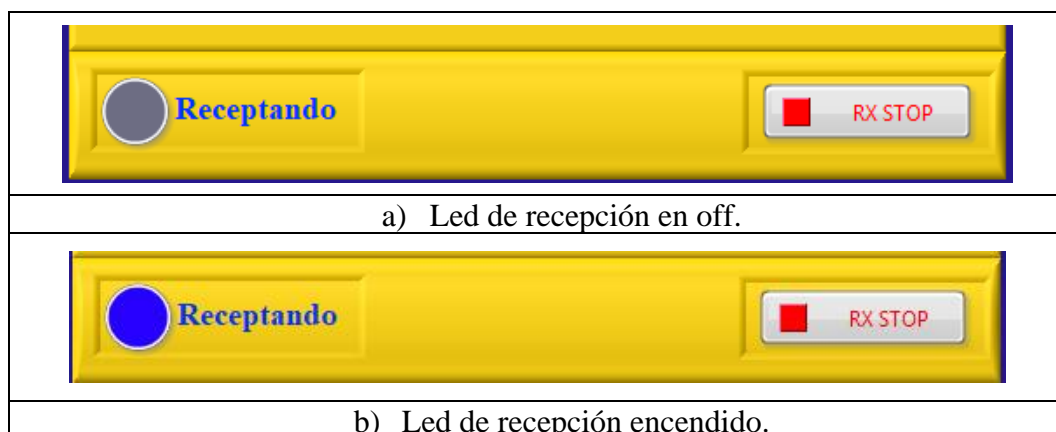 Receptando RX STOP
a) Led de recepción en off.
Receptando RX STOP
b) Led de recepción encendido.